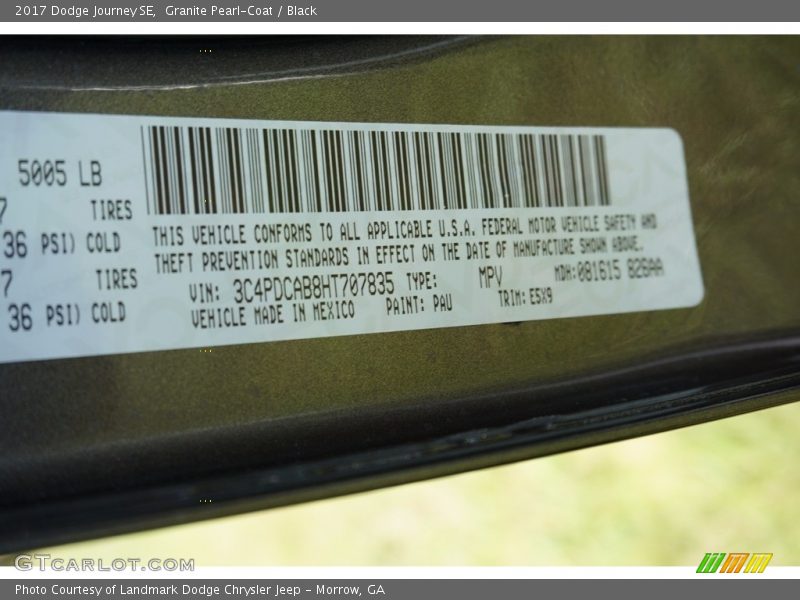 2017 Dodge Journey SE,  Granite Pearl-Coat / Black
5005 LB
7 TIRES
36 PSI) COLD
7 TIRES
36 PSI) COLD
THIS VEHICLE CONFORMS TO ALL APPLICABLE U.S.A. FEDERAL MOTOR VEHICLE SAFETY AND
THEFT PREVENTION STANDARDS IN EFFECT ON THE DATE OF MANUFACTURE SHOWN ABOVE.
VIN: 3C4PDCAB8HT707835 TYPE: MPV MDH:081615 826AA
VEHICLE MADE IN MEXICO PAINT: PAU TRIM: E5X9
GTCARLOT.COM
Photo Courtesy of Landmark Dodge Chrysler Jeep - Morrow, GA